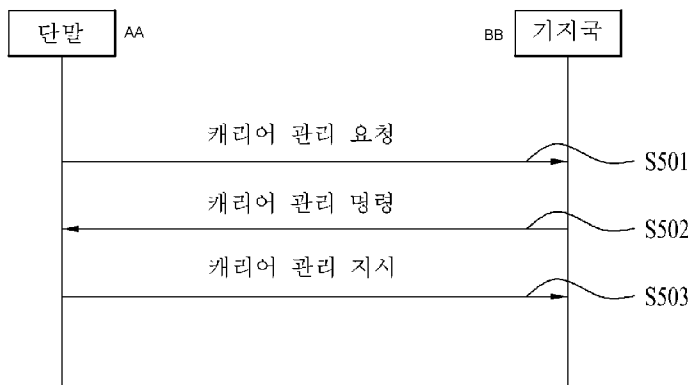 단말 AA BB 기지국
캐리어 관리 요청
S501
캐리어 관리 명령
S502
캐리어 관리 지시
S503